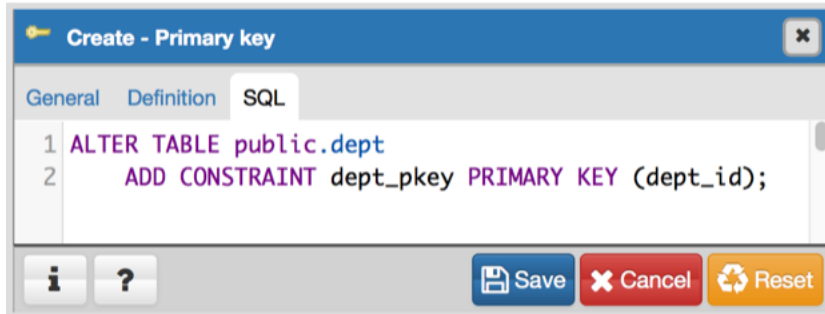 Create - Primary key
General Definition SQL
1 ALTER TABLE public.dept
2 ADD CONSTRAINT dept_pkey PRIMARY KEY (dept_id);
i ? Save Cancel Reset